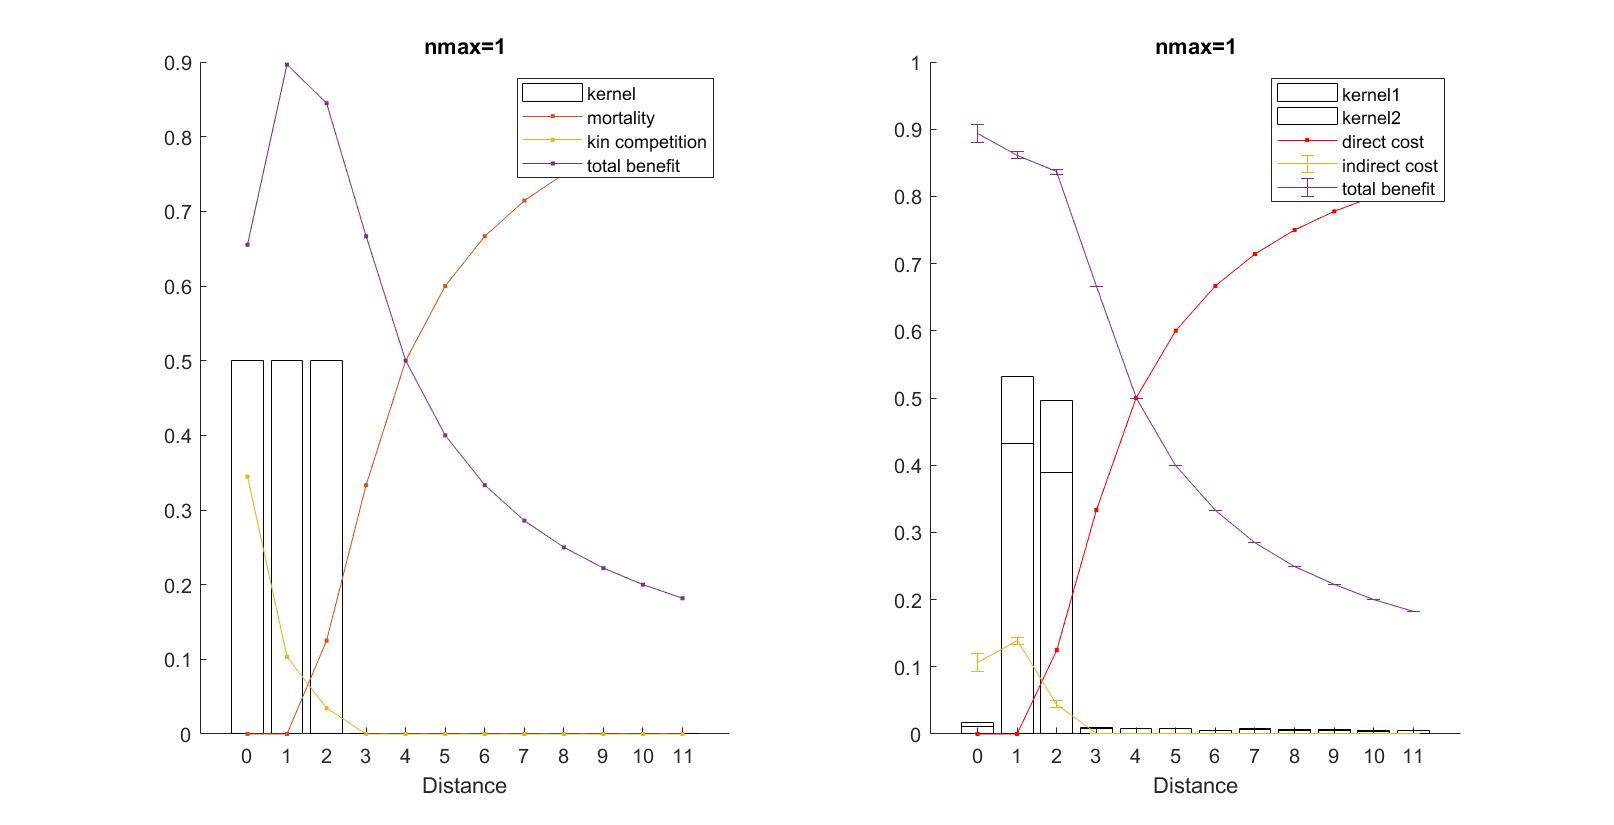 nmax=1
0.9
0.8
0.7
0.6
0.5
0.4
0.3
0.2
0.1
0
kernel
mortality
kin competition
total benefit
0 1 2 3 4 5 6 7 8 9 10 11
Distance
nmax=1
1
0.9
0.8
0.7
0.6
0.5
0.4
0.3
0.2
0.1
0
kernel1
kernel2
direct cost
indirect cost
total benefit
0 1 2 3 4 5 6 7 8 9 10 11
Distance